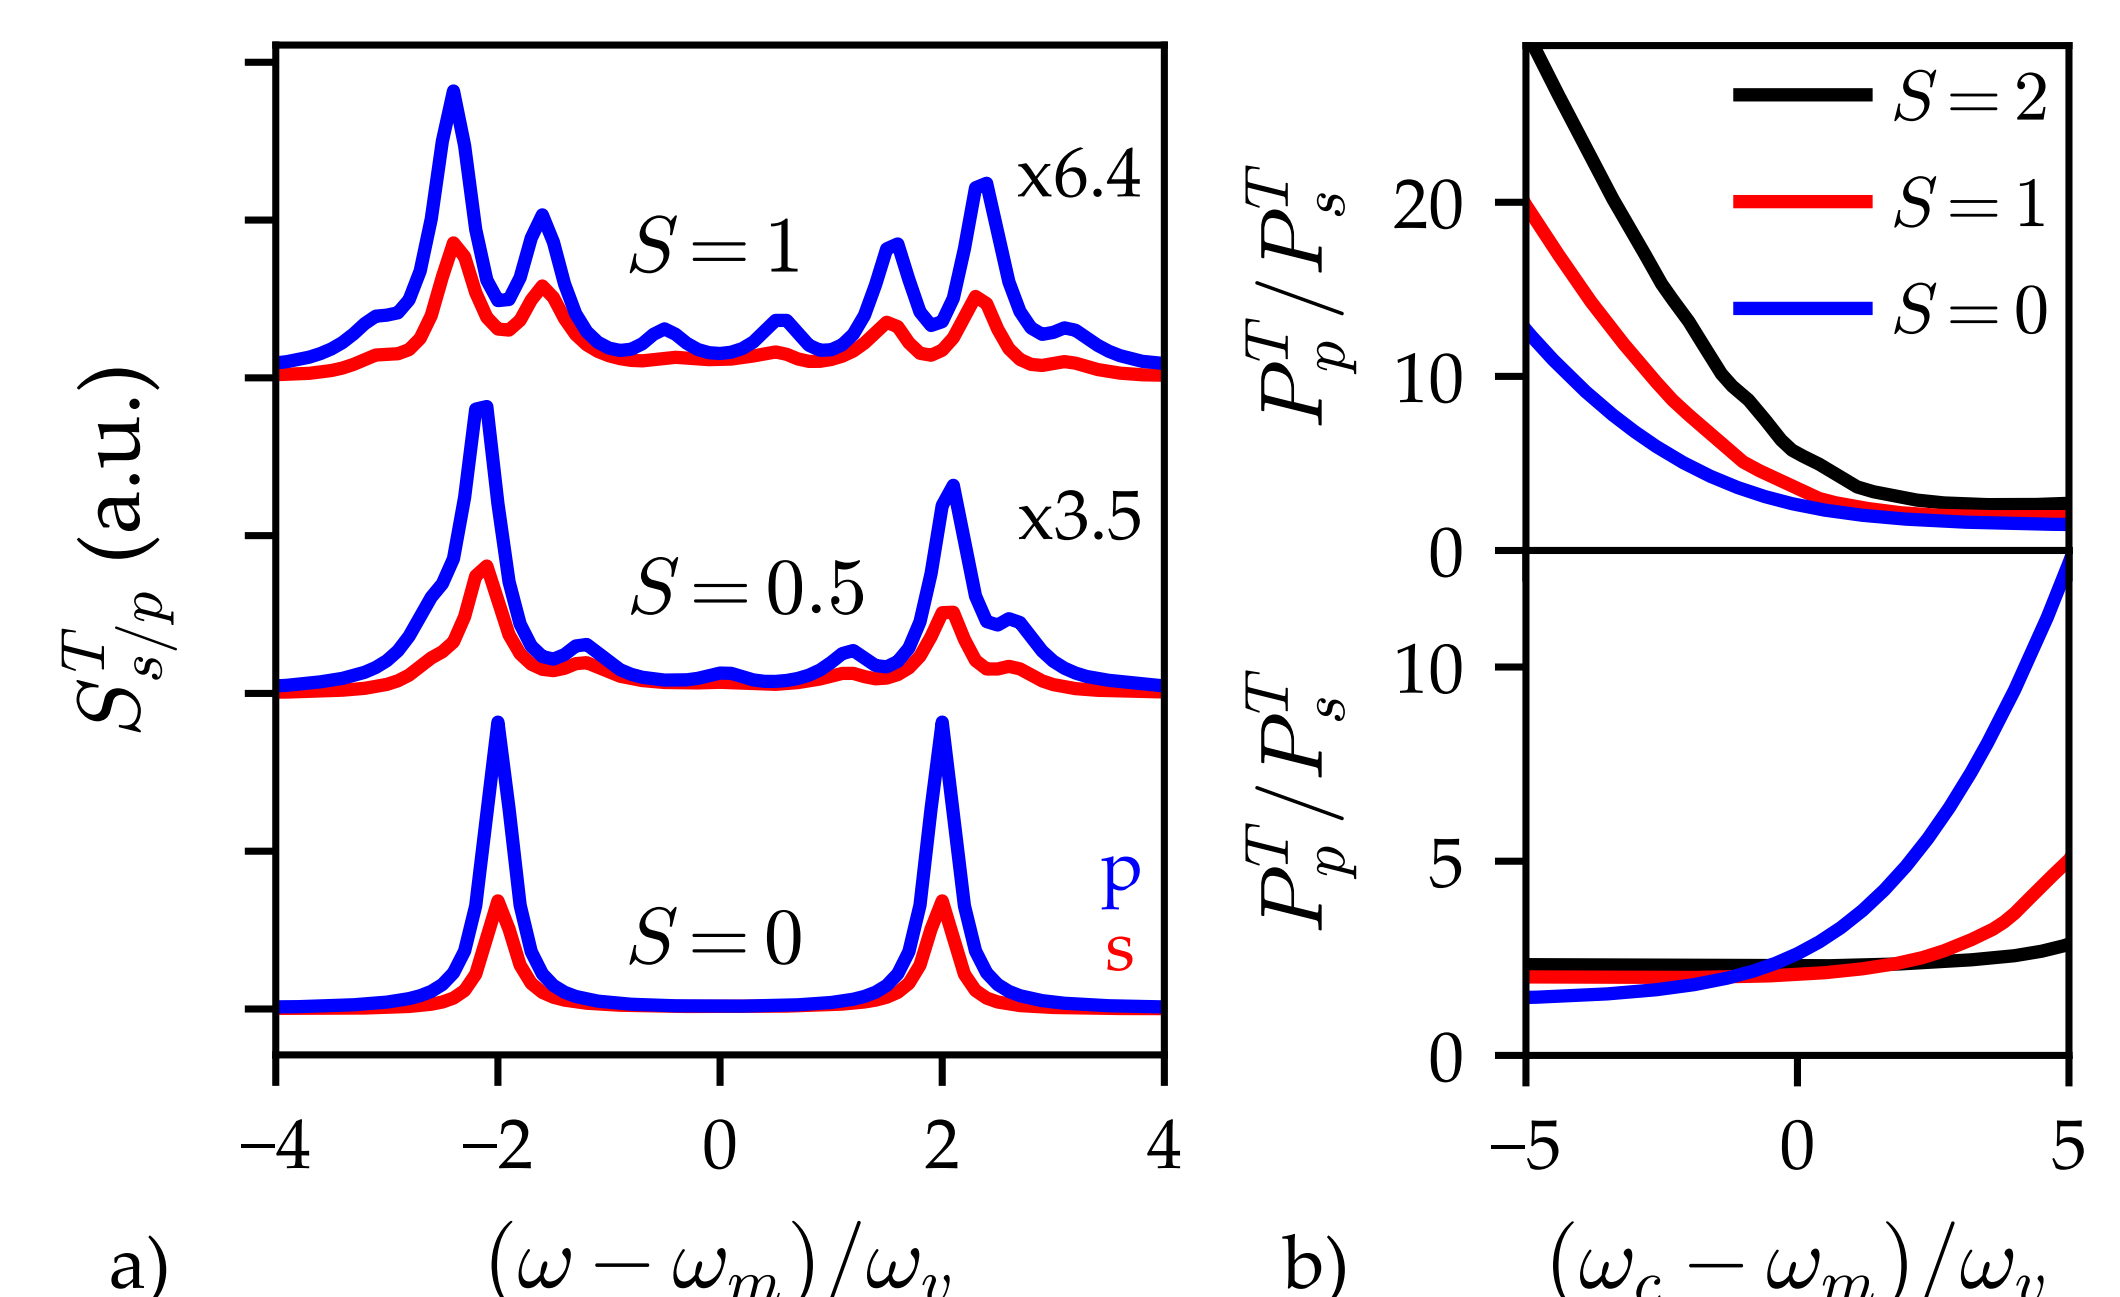 S^T_{s/p} (a.u.)
S = 1
x6.4
S = 0.5
x3.5
S = 0
p
s
−4 −2 0 2 4
(ω − ω_m)/ω_v
a)
P^T_p / P^T_s
20
10
0
S = 2
S = 1
S = 0
P^T_p / P^T_s
10
5
0
−5 0 5
(ω_c − ω_m)/ω_v
b)